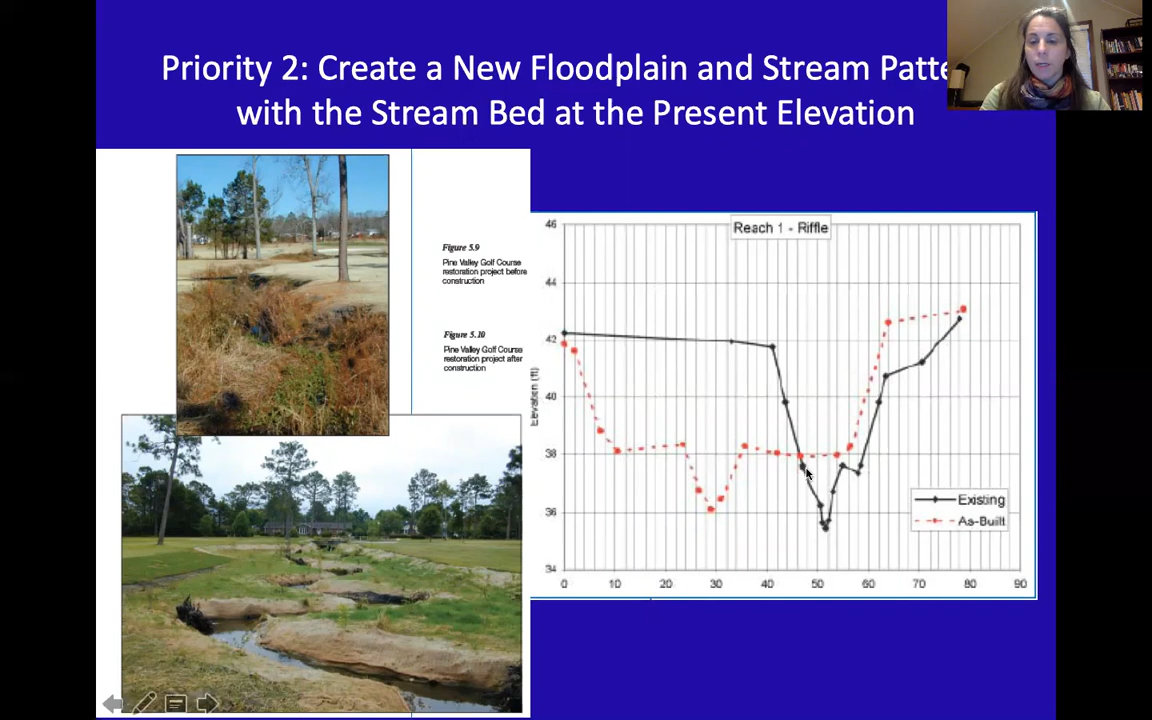 Priority 2: Create a New Floodplain and Stream Patte
with the Stream Bed at the Present Elevation
Figure 5.9
Pine Valley Golf Course
restoration project before
construction
Figure 5.10
Pine Valley Golf Course
restoration project after
construction
Reach 1 - Riffle
Elevation (ft)
46
44
42
40
38
36
34
0 10 20 30 40 50 60 70 80 90
Existing
As-Built